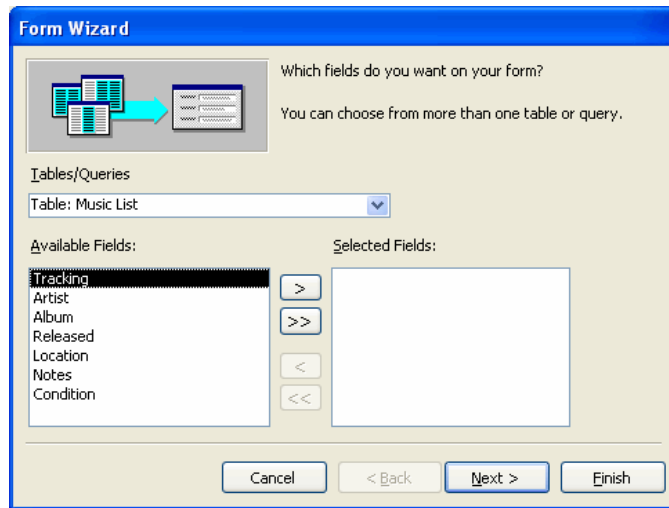 Form Wizard
Which fields do you want on your form?
You can choose from more than one table or query.
Tables/Queries
Table: Music List
Available Fields:
Selected Fields:
Tracking
Artist
Album
Released
Location
Notes
Condition
>
>>
<
<<
Cancel
< Back
Next >
Finish